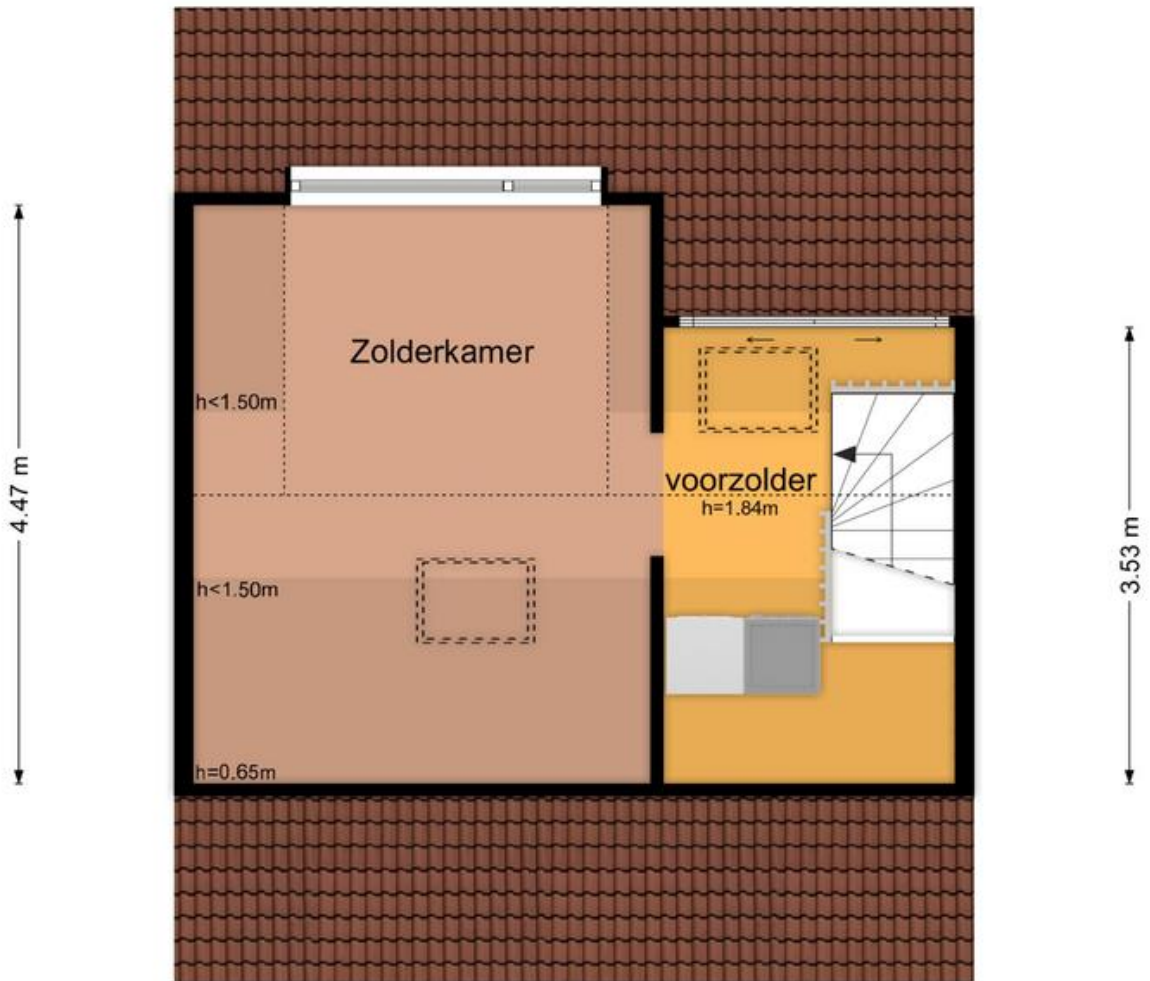 Zolderkamer
h<1.50m
4.47 m
voorzolder
h=1.84m
3.53 m
h<1.50m
h=0.65m